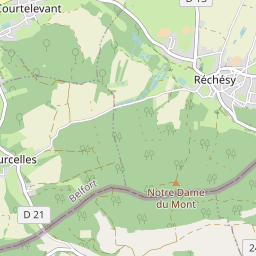 D 13
Courtelevant
Réchésy
urcelles
Belfort
Notre Dame
du Mont
D 21
24